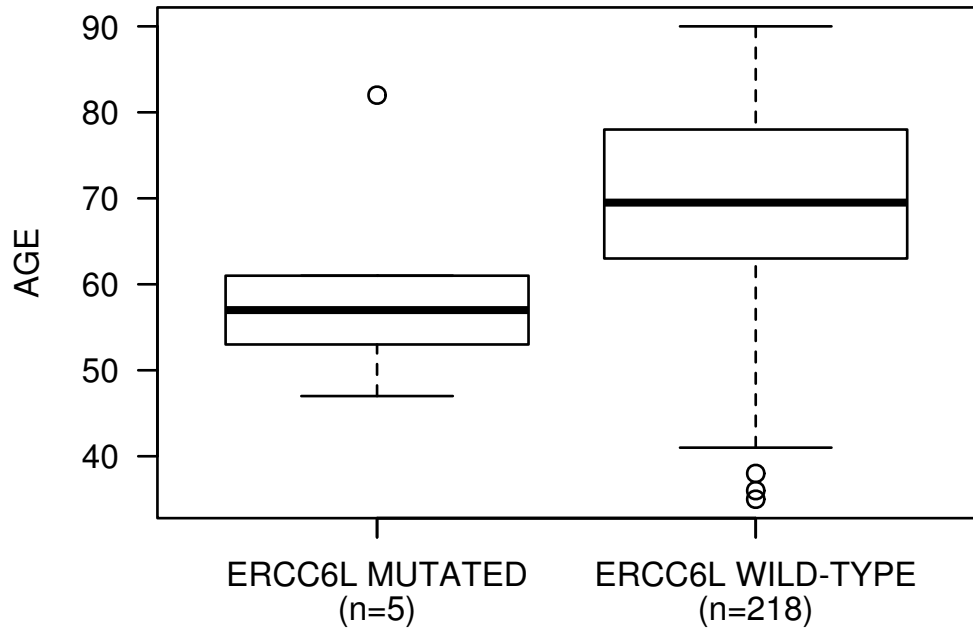 AGE
90
80
70
60
50
40
ERCC6L MUTATED
(n=5)
ERCC6L WILD-TYPE
(n=218)